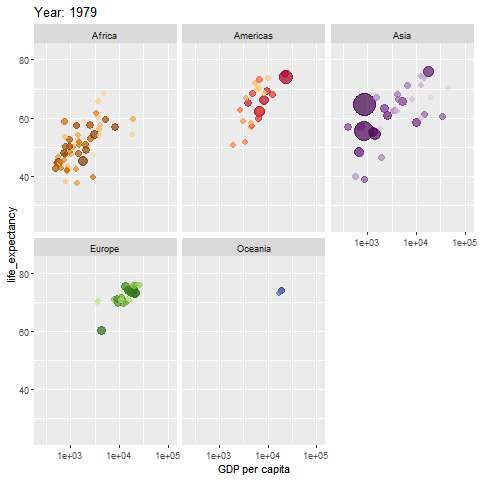 Year: 1979
Africa
Americas
Asia
80
60
40
1e+03 1e+04 1e+05
life_expectancy
Europe
Oceania
80
60
40
1e+03 1e+04 1e+05
1e+03 1e+04 1e+05
GDP per capita